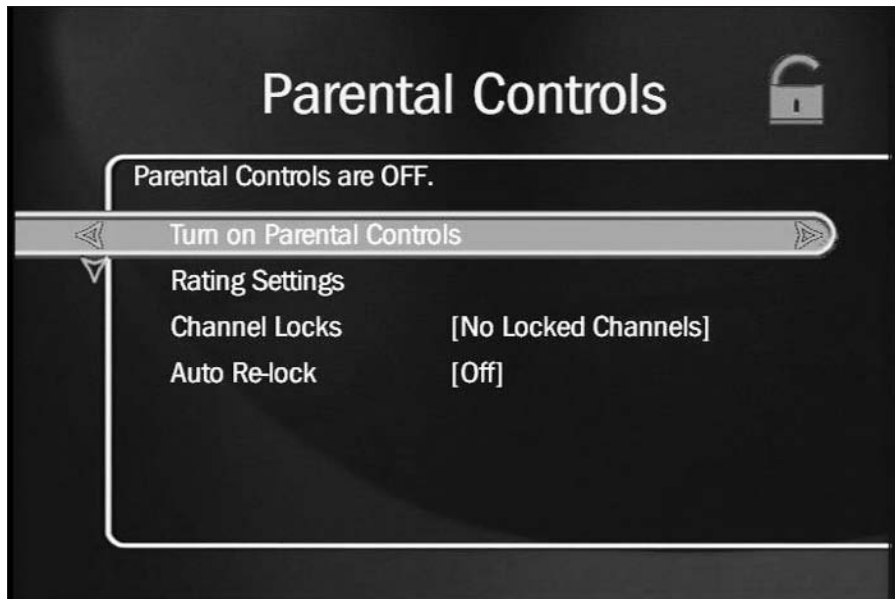 Parental Controls
Parental Controls are OFF.
Turn on Parental Controls
Rating Settings
Channel Locks [No Locked Channels]
Auto Re-lock [Off]